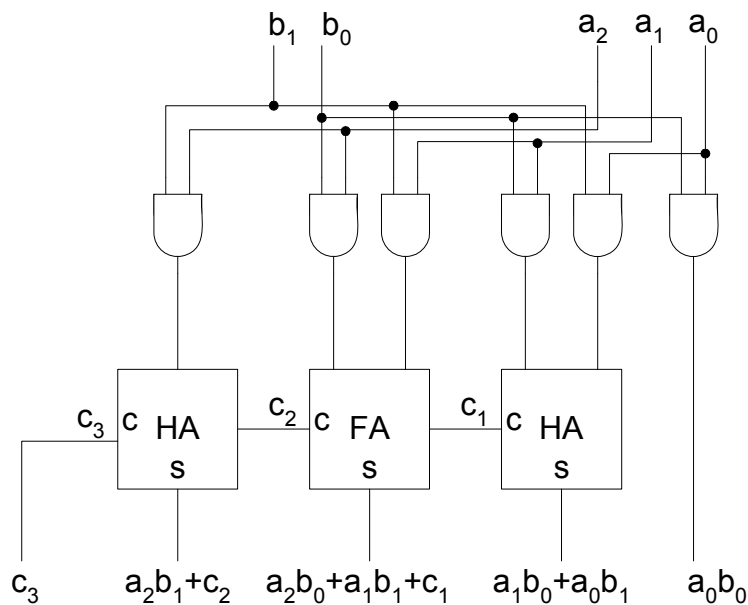 b₁ b₀ a₂ a₁ a₀
c₃ c HA c₂ c FA c₁ c HA
s s s
c₃ a₂b₁+c₂ a₂b₀+a₁b₁+c₁ a₁b₀+a₀b₁ a₀b₀